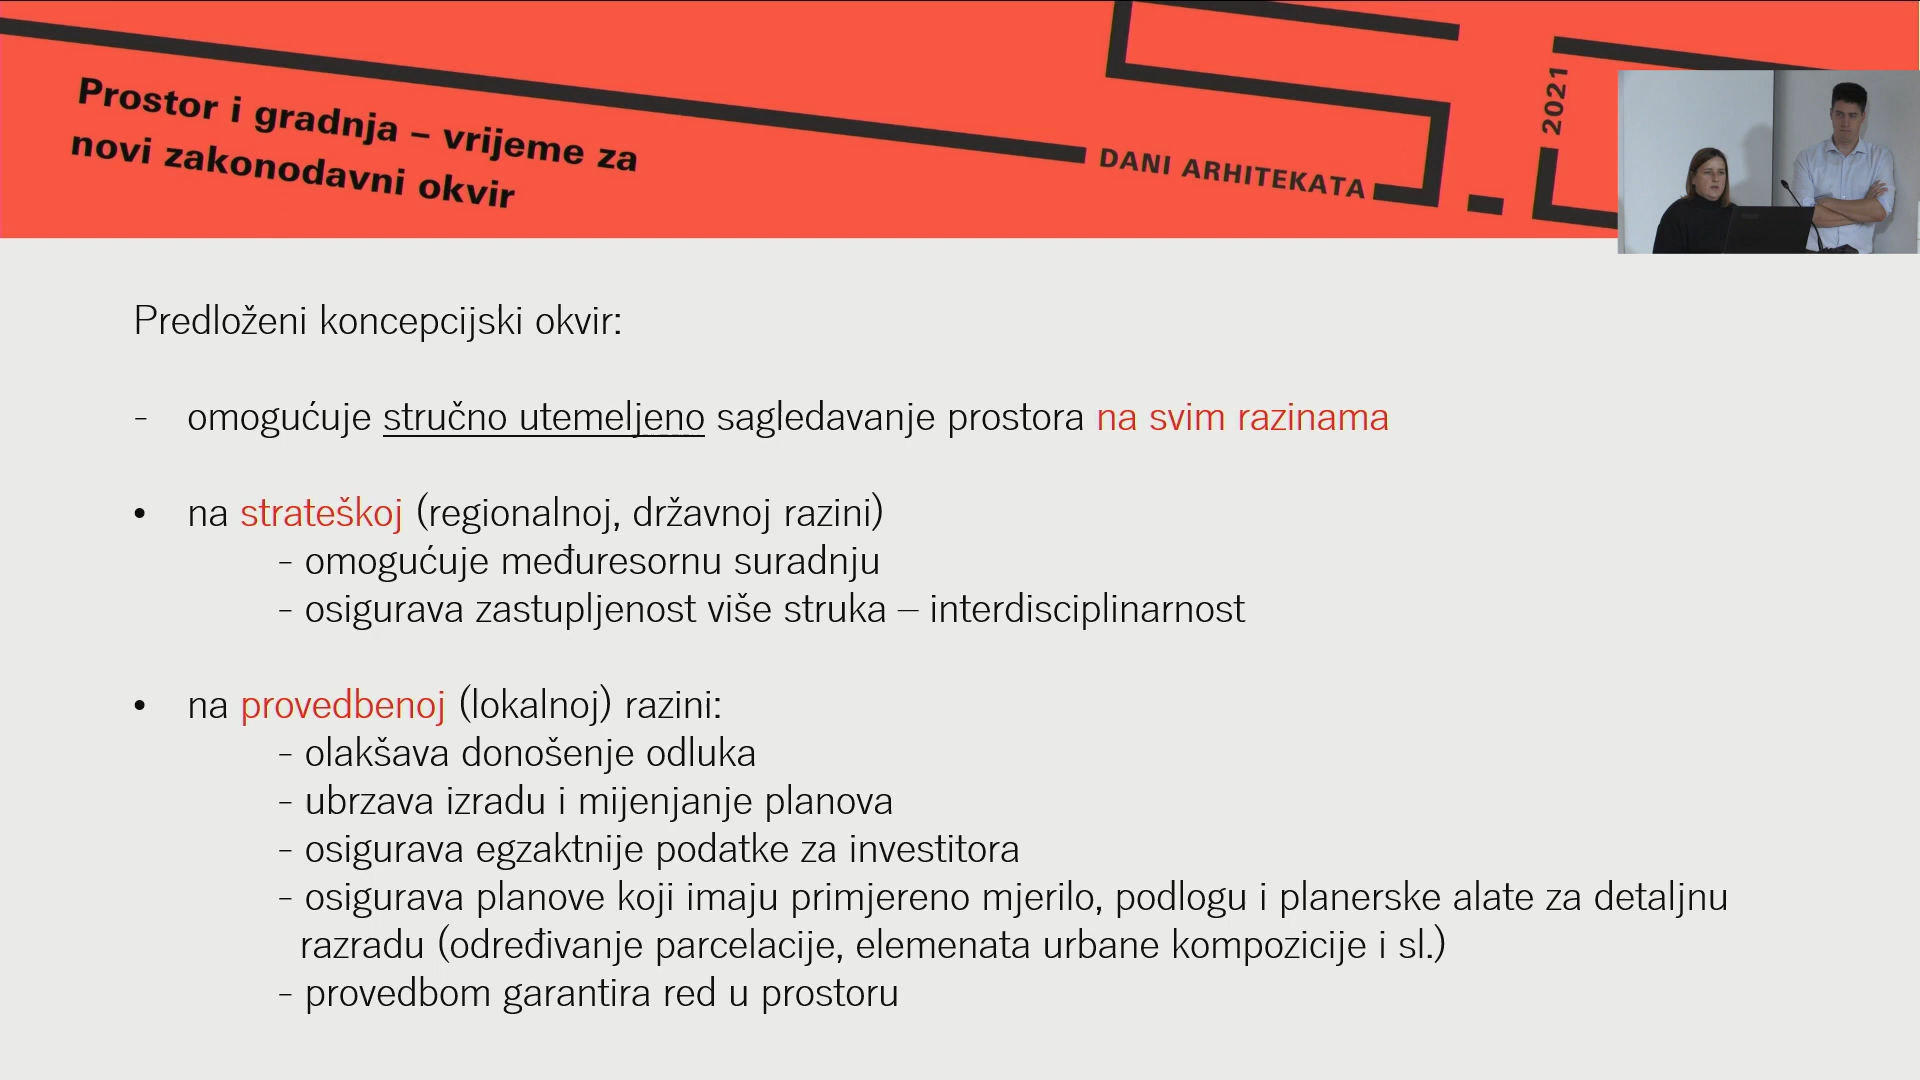 Prostor i gradnja – vrijeme za
novi zakonodavni okvir
DANI ARHITEKATA
2021
Predloženi koncepcijski okvir:
- omogućuje stručno utemeljeno sagledavanje prostora na svim razinama
• na strateškoj (regionalnoj, državnoj razini)
- omogućuje međuresornu suradnju
- osigurava zastupljenost više struka – interdisciplinarnost
• na provedbenoj (lokalnoj) razini:
- olakšava donošenje odluka
- ubrzava izradu i mijenjanje planova
- osigurava egzaktnije podatke za investitora
- osigurava planove koji imaju primjereno mjerilo, podlogu i planerske alate za detaljnu
razradu (određivanje parcelacije, elemenata urbane kompozicije i sl.)
- provedbom garantira red u prostoru